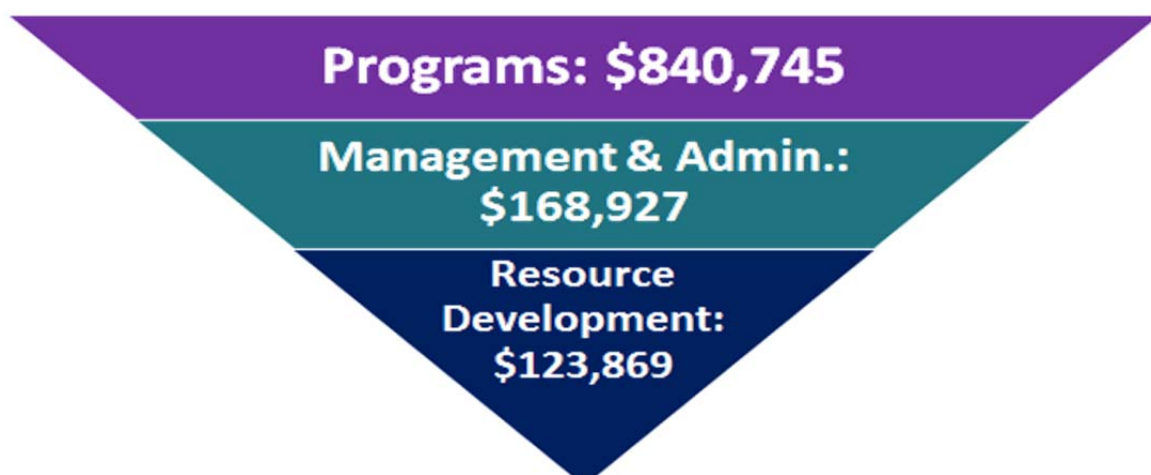 Programs: $840,745
Management & Admin.:
$168,927
Resource
Development:
$123,869